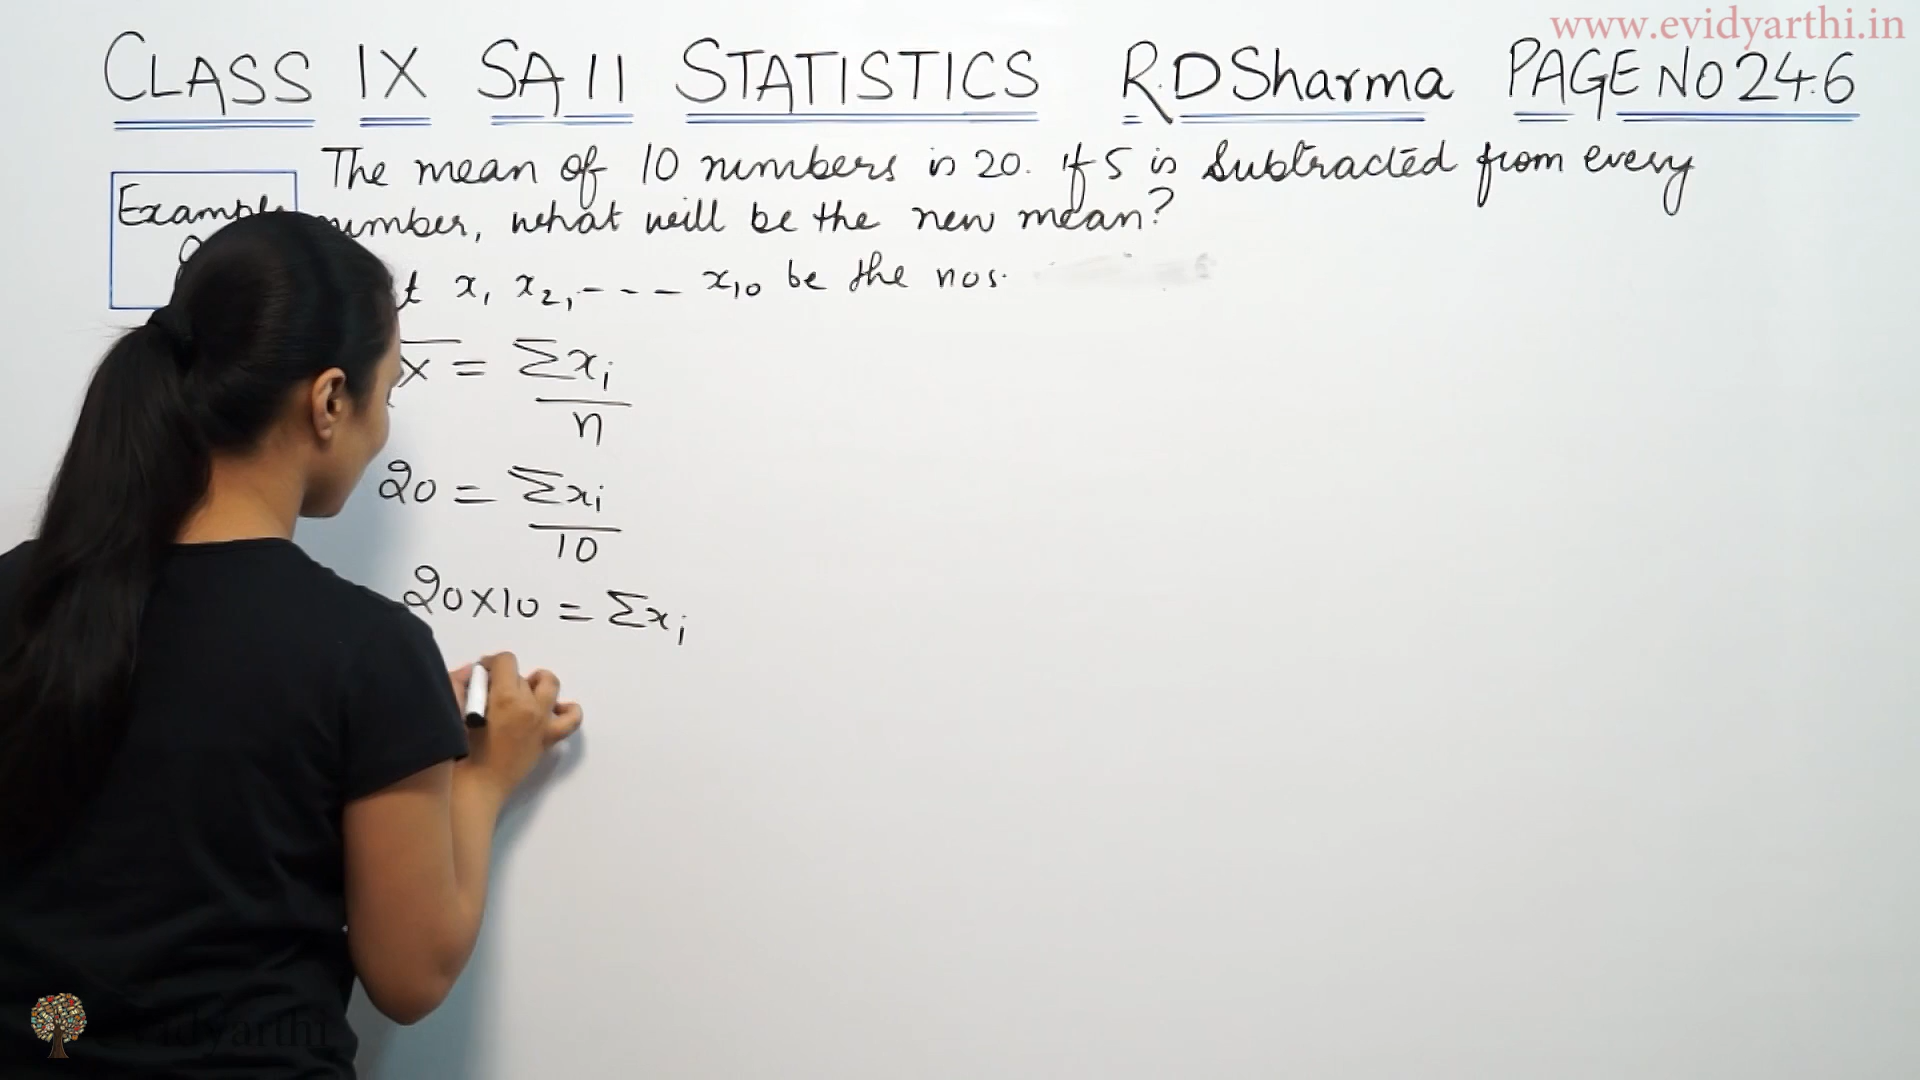 www.evidyarthi.in
CLASS IX SA II STATISTICS R.D Sharma PAGE NO 24.6
The mean of 10 numbers is 20. If 5 is Subtracted from every
number, what will be the new mean?
x₁ x₂, - - - x₁₀ be the nos.
x̄ = Σxᵢ
n
20 = Σxᵢ
10
20×10 = Σxᵢ